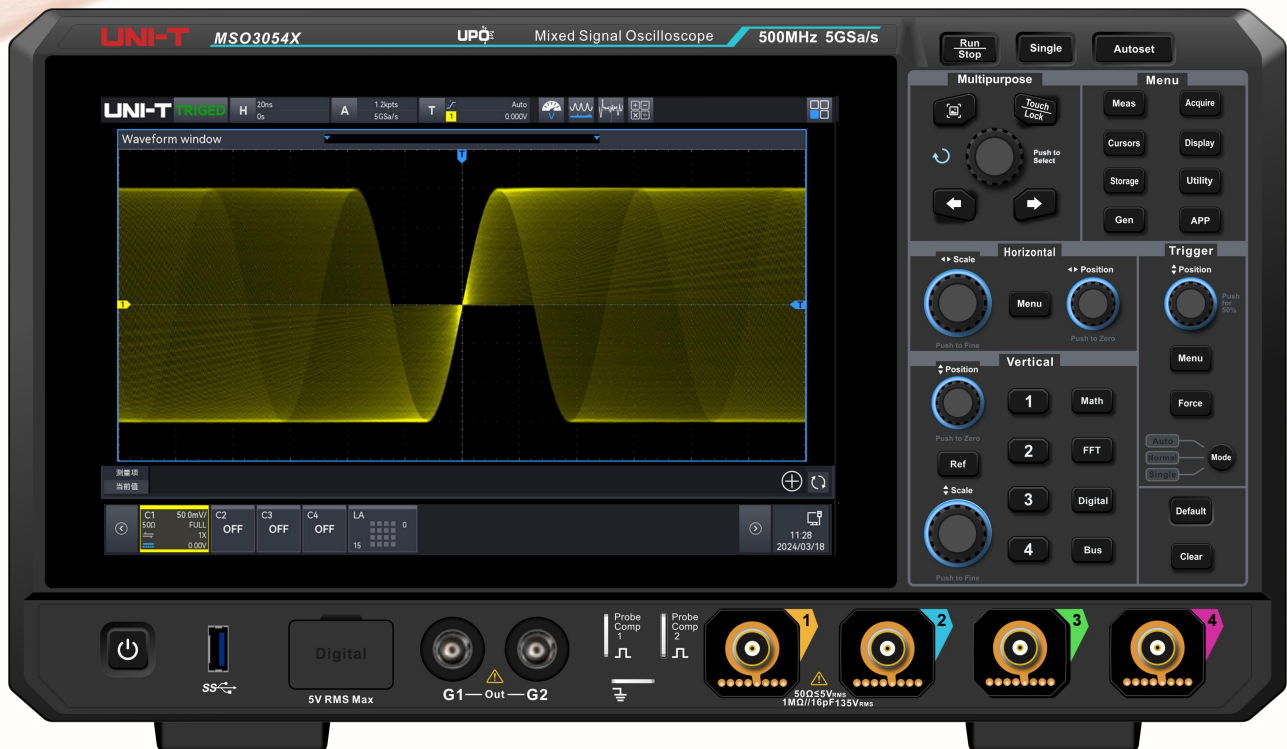 UNI-T MSO3054X UPO Mixed Signal Oscilloscope 500MHz 5GSa/s
Run
Stop
Single
Autoset
UNI-T TRIGED H 20ns
0s
A 1.2kpts
5GSa/s
T 1 Auto
0.000V
V
Waveform window
T
1
T
测量项
当前值
C1 50.0mV/
50Ω FULL
1X
0.00V
C2
OFF
C3
OFF
C4
OFF
LA
0
15
11:28
2024/03/18
Multipurpose
Touch
Lock
Push to
Select
Menu
Meas
Acquire
Cursors
Display
Storage
Utility
Gen
APP
Horizontal
Scale
Menu
Position
Push to Fine
Push to Zero
Trigger
Position
Push
for
50%
Menu
Force
Auto
Normal
Single
Mode
Default
Clear
Vertical
Position
Push to Zero
1
Math
2
FFT
Ref
Scale
3
Digital
4
Bus
Push to Fine
SS
Digital
5V RMS Max
G1 Out G2
Probe
Comp
1
Probe
Comp
2
1
2
3
4
50Ω≤5VRMS
1MΩ//16pF135VRMS